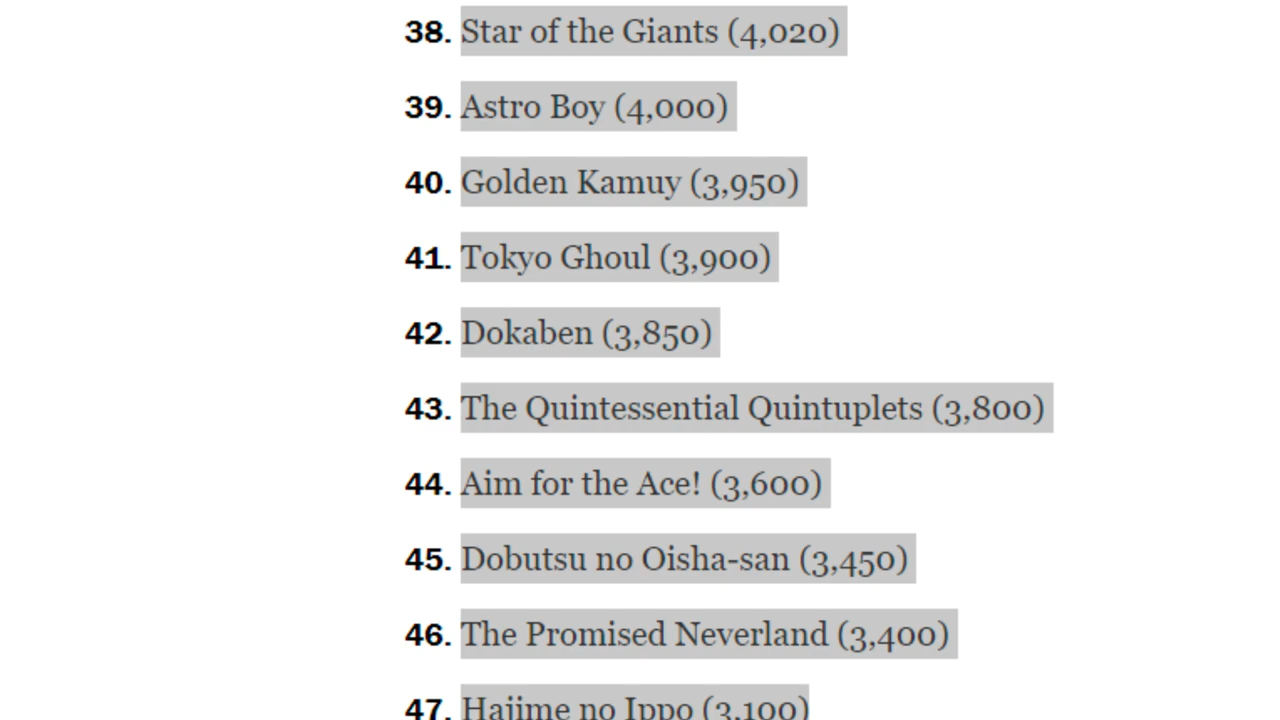 38. Star of the Giants (4,020)
39. Astro Boy (4,000)
40. Golden Kamuy (3,950)
41. Tokyo Ghoul (3,900)
42. Dokaben (3,850)
43. The Quintessential Quintuplets (3,800)
44. Aim for the Ace! (3,600)
45. Dobutsu no Oisha-san (3,450)
46. The Promised Neverland (3,400)
47. Hajime no Ippo (3,100)